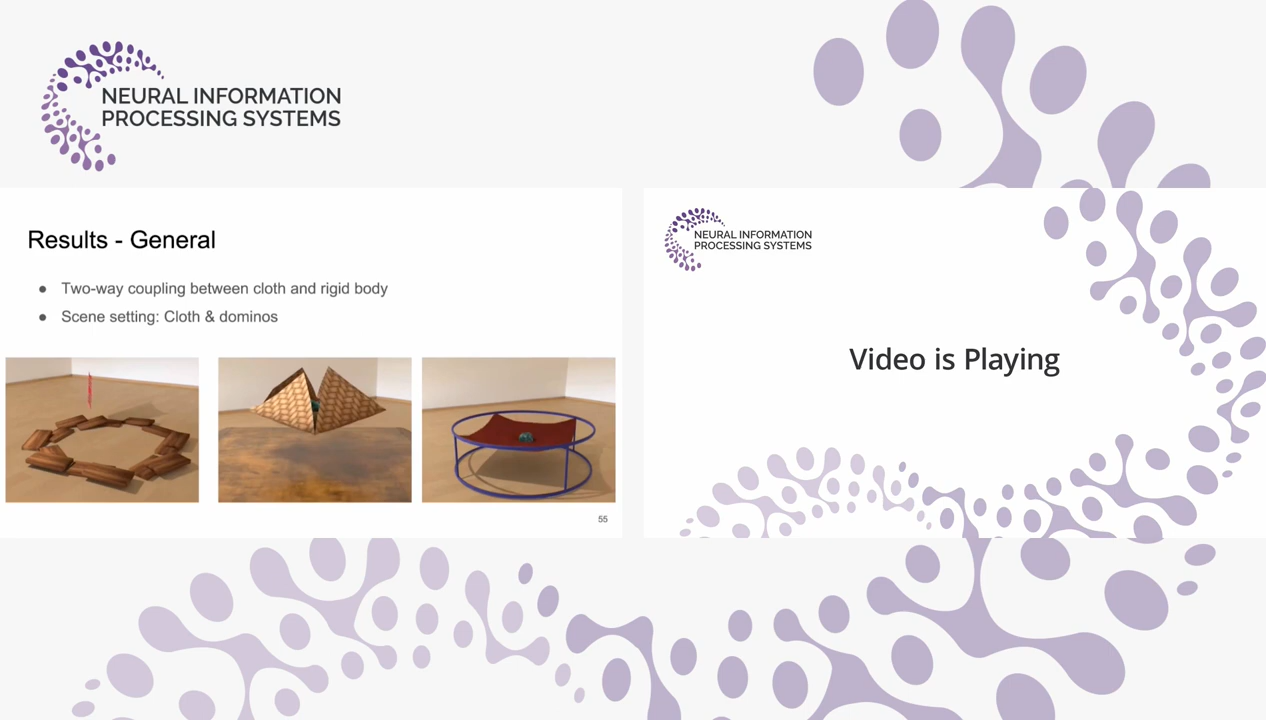 NEURAL INFORMATION
PROCESSING SYSTEMS
Results - General
● Two-way coupling between cloth and rigid body
● Scene setting: Cloth & dominos
55
NEURAL INFORMATION
PROCESSING SYSTEMS
Video is Playing